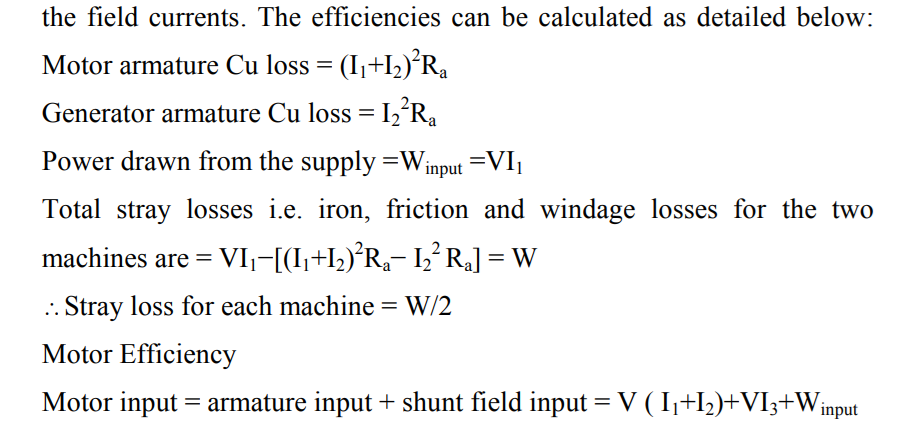 the field currents. The efficiencies can be calculated as detailed below:
Motor armature Cu loss = (I₁+I₂)²Rₐ
Generator armature Cu loss = I₂²Rₐ
Power drawn from the supply =W_input =VI₁
Total stray losses i.e. iron, friction and windage losses for the two
machines are = VI₁−[(I₁+I₂)²Rₐ− I₂² Rₐ] = W
∴ Stray loss for each machine = W/2
Motor Efficiency
Motor input = armature input + shunt field input = V ( I₁+I₂)+VI₃+W_input